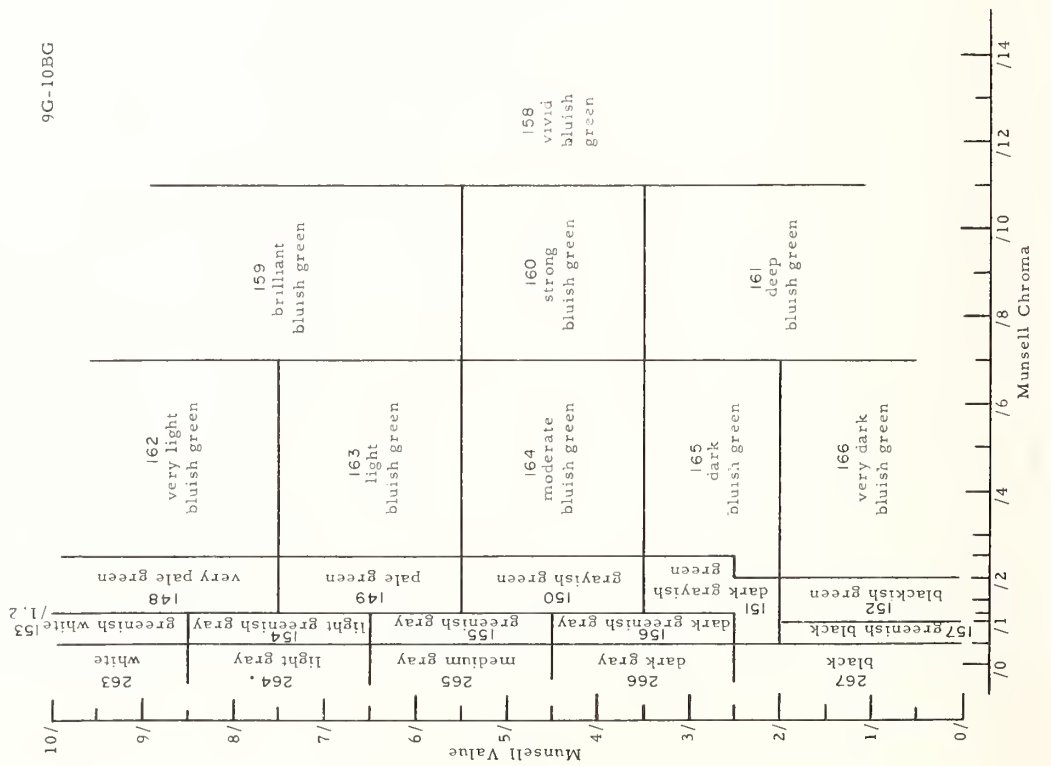 9G-10BG
158
vivid
bluish
green
159
brilliant
bluish green
160
strong
bluish green
161
deep
bluish green
162
very light
bluish green
163
light
bluish green
164
moderate
bluish green
165
dark
bluish green
166
very dark
bluish green
148
very pale green
149
pale green
150
grayish green
151
dark grayish
green
152
blackish green
153 greenish white
154
light greenish gray
155.
greenish gray
156.
dark greenish gray
157 greenish black
263
white
264.
light gray
265
medium gray
266
dark gray
267
black
10/
9/
8/
7/
6/
5/
4/
3/
2/
1/
0/
Munsell Value
/0
/1
/1.2
/2
/4
/6
/8
/10
/12
/14
Munsell Chroma